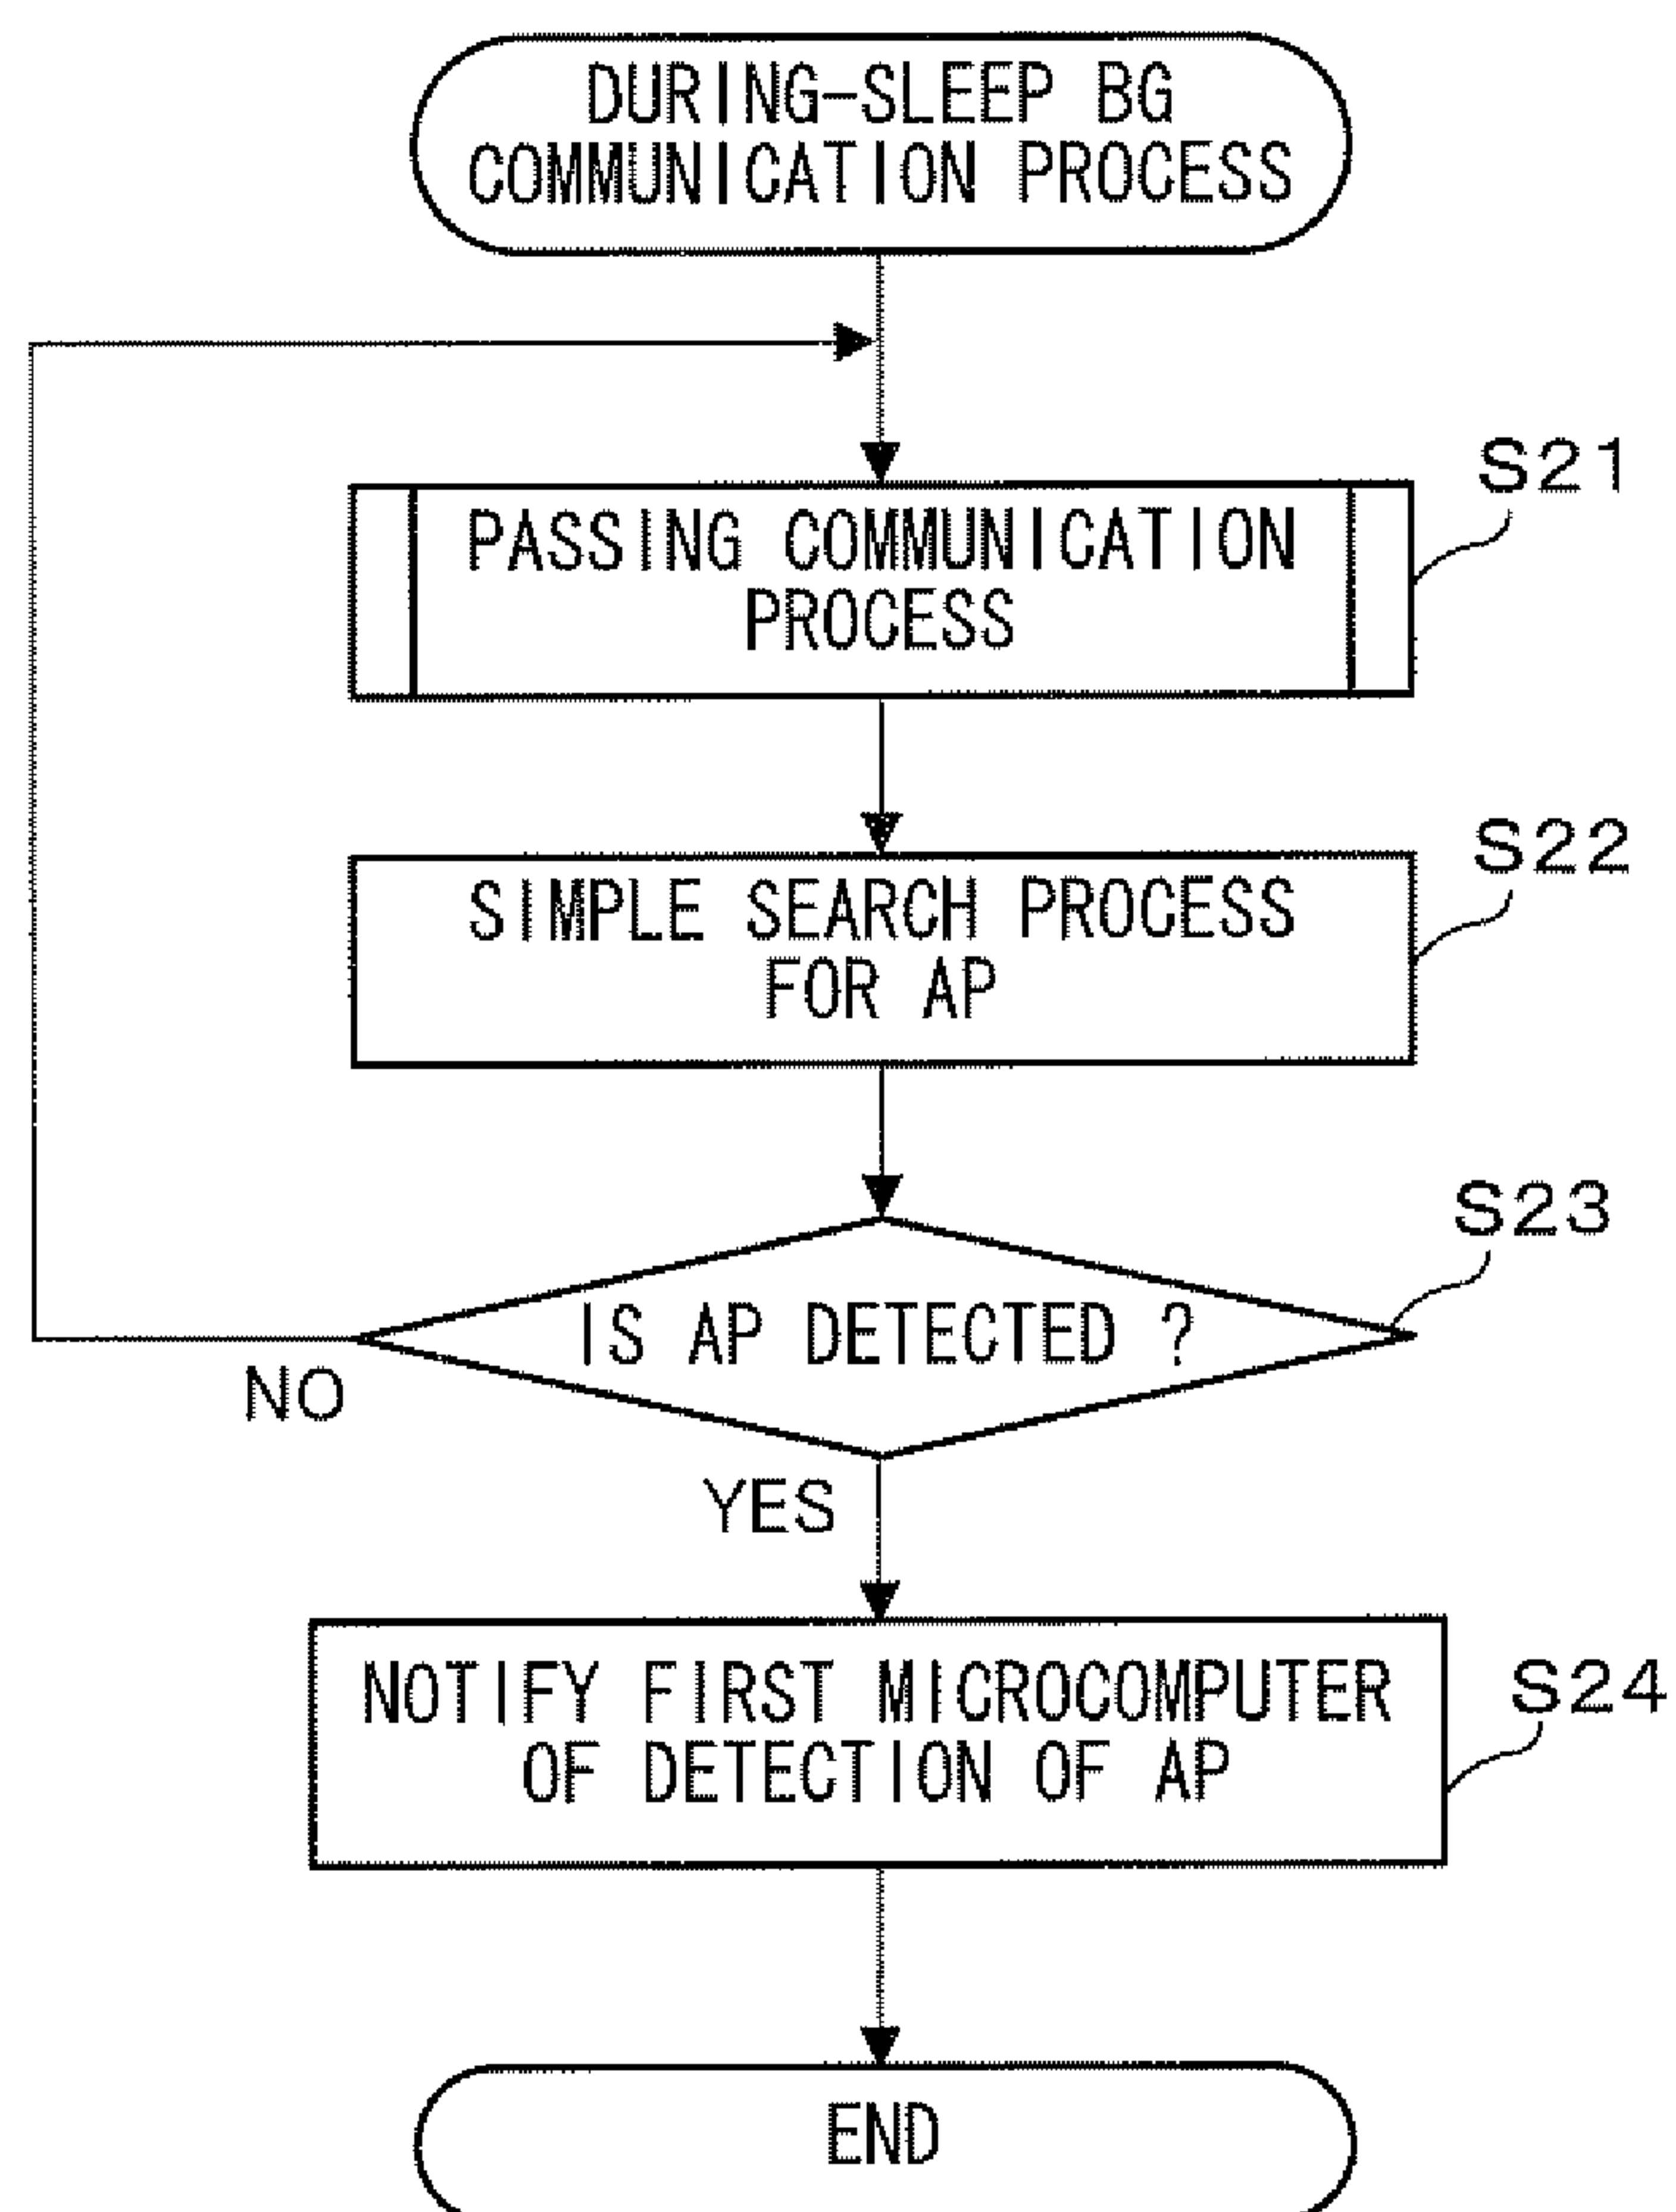 DURING-SLEEP BG
COMMUNICATION PROCESS
S21
PASSING COMMUNICATION
PROCESS
S22
SIMPLE SEARCH PROCESS
FOR AP
S23
IS AP DETECTED ?
NO
YES
NOTIFY FIRST MICROCOMPUTER
OF DETECTION OF AP
S24
END